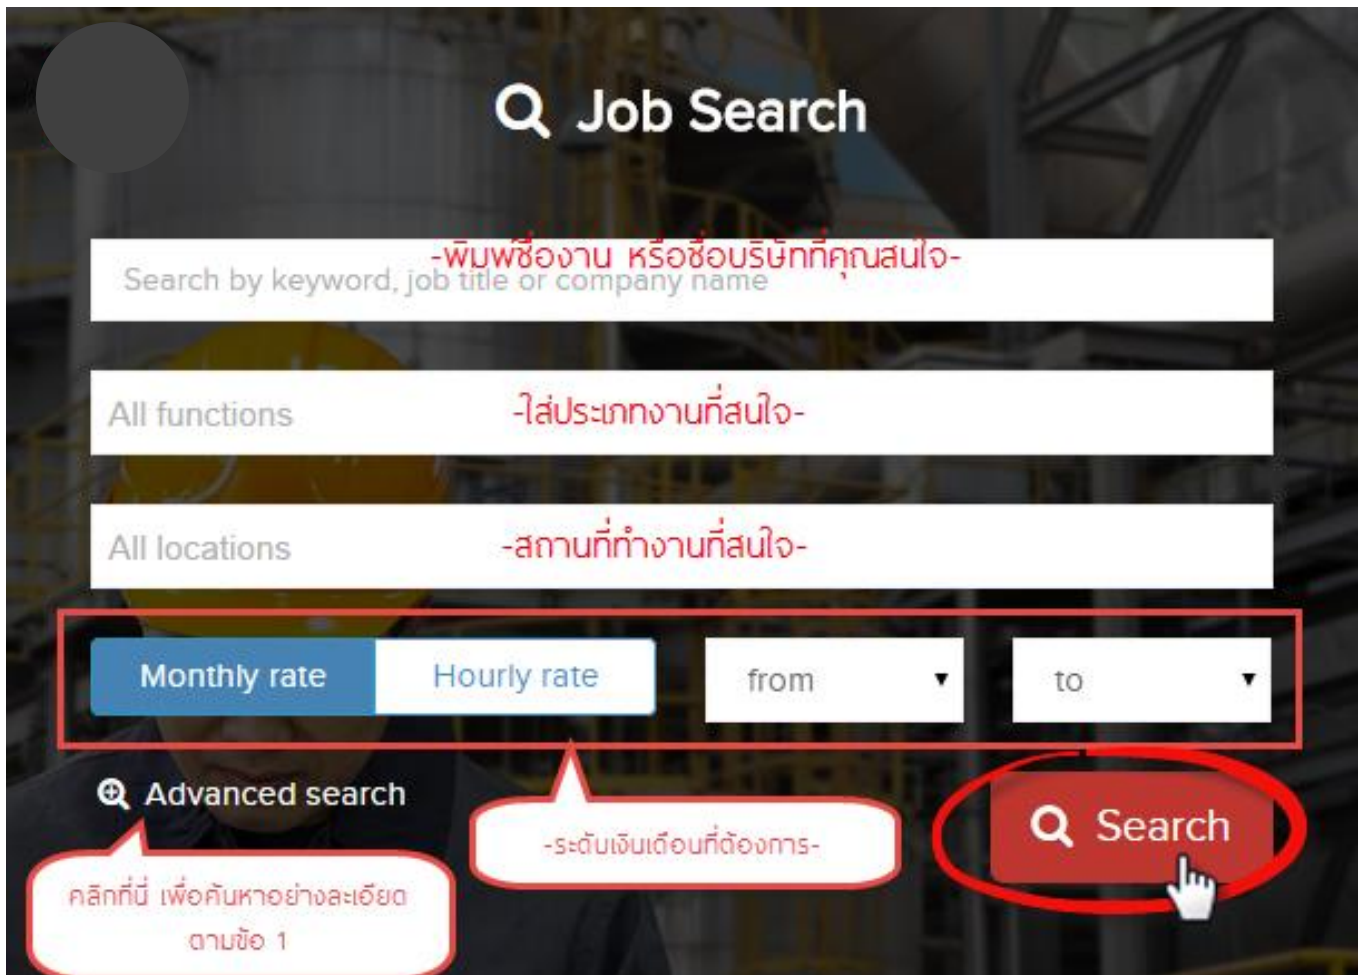 Job Search
-พิมพ์ชื่องาน หรือชื่อบริษัทที่คุณสนใจ-
Search by keyword, job title or company name
All functions -ใส่ประเภทงานที่สนใจ-
All locations -สถานที่ทำงานที่สนใจ-
Monthly rate Hourly rate from to
Advanced search
-ระดับเงินเดือนที่ต้องการ-
Search
คลิกที่นี่ เพื่อค้นหาอย่างละเอียด
ตามข้อ 1